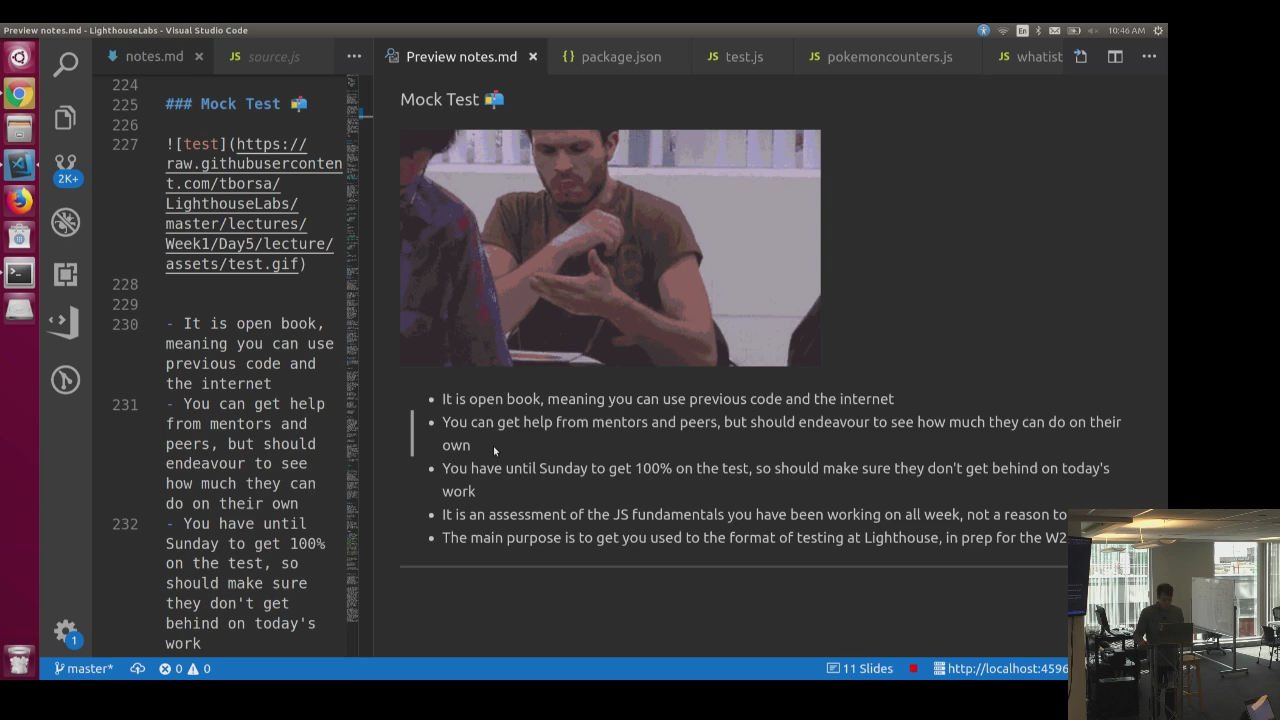 Preview notes.md - LighthouseLabs - Visual Studio Code
En
10:46 AM
notes.md
JS source.js
Preview notes.md
{} package.json
JS test.js
JS pokemoncounters.js
JS whatist
224
225 ### Mock Test 📬
226
227 ![test](https://
raw.githubuserconten
t.com/tborsa/
LighthouseLabs/
master/lectures/
Week1/Day5/lecture/
assets/test.gif)
228
229
230 - It is open book,
meaning you can use
previous code and
the internet
231 - You can get help
from mentors and
peers, but should
endeavour to see
how much they can
do on their own
232 - You have until
Sunday to get 100%
on the test, so
should make sure
they don't get
behind on today's
work
2K+
1
Mock Test 📬
• It is open book, meaning you can use previous code and the internet
• You can get help from mentors and peers, but should endeavour to see how much they can do on their
own
• You have until Sunday to get 100% on the test, so should make sure they don't get behind on today's
work
• It is an assessment of the JS fundamentals you have been working on all week, not a reason to
• The main purpose is to get you used to the format of testing at Lighthouse, in prep for the W2
master*
0
0
11 Slides
http://localhost:4596